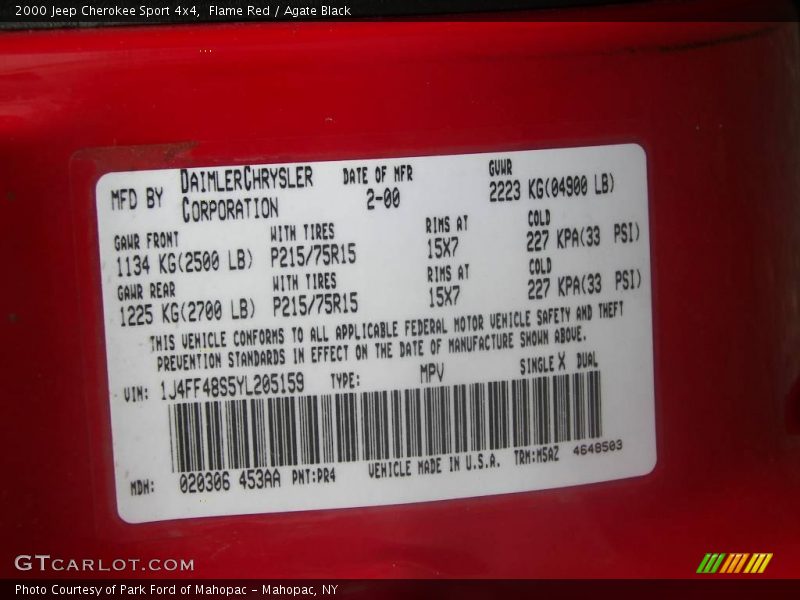 2000 Jeep Cherokee Sport 4x4,  Flame Red / Agate Black
MFD BY DAIMLERCHRYSLER CORPORATION DATE OF MFR 2-00 GVWR 2223 KG(04900 LB)
GAWR FRONT WITH TIRES RIMS AT COLD
1134 KG(2500 LB) P215/75R15 15X7 227 KPA(33 PSI)
GAWR REAR WITH TIRES RIMS AT COLD
1225 KG(2700 LB) P215/75R15 15X7 227 KPA(33 PSI)
THIS VEHICLE CONFORMS TO ALL APPLICABLE FEDERAL MOTOR VEHICLE SAFETY AND THEFT
PREVENTION STANDARDS IN EFFECT ON THE DATE OF MANUFACTURE SHOWN ABOVE.
VIN: 1J4FF48S5YL205159 TYPE: MPV SINGLE X DUAL
MDH: 020306 453AA PNT:PR4 VEHICLE MADE IN U.S.A. TRM:MSAZ 4648503
GTCARLOT.COM
Photo Courtesy of Park Ford of Mahopac - Mahopac, NY